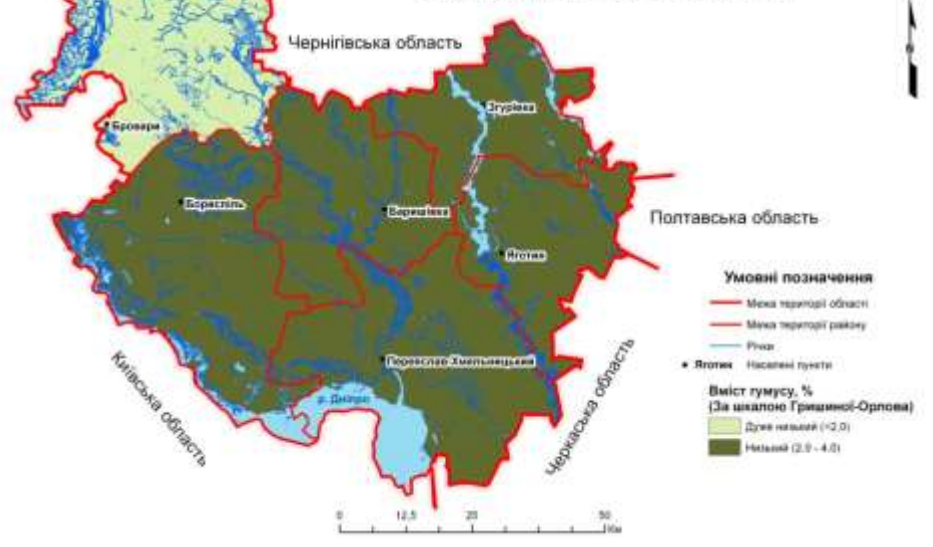 Чернігівська область
Згурівка
Бровари
Бориспіль
Баришівка
Полтавська область
Яготин
Умовні позначення
Межа території області
Межа території району
Річки
Яготин Населені пункти
Вміст гумусу, %
(За шкалою Гришиної-Орлова)
Дуже низький (<2,0)
Низький (2,0 - 4,0)
Переяслав-Хмельницький
р. Дніпро
Київська область
Черкаська область
0 12,5 25 50
Км